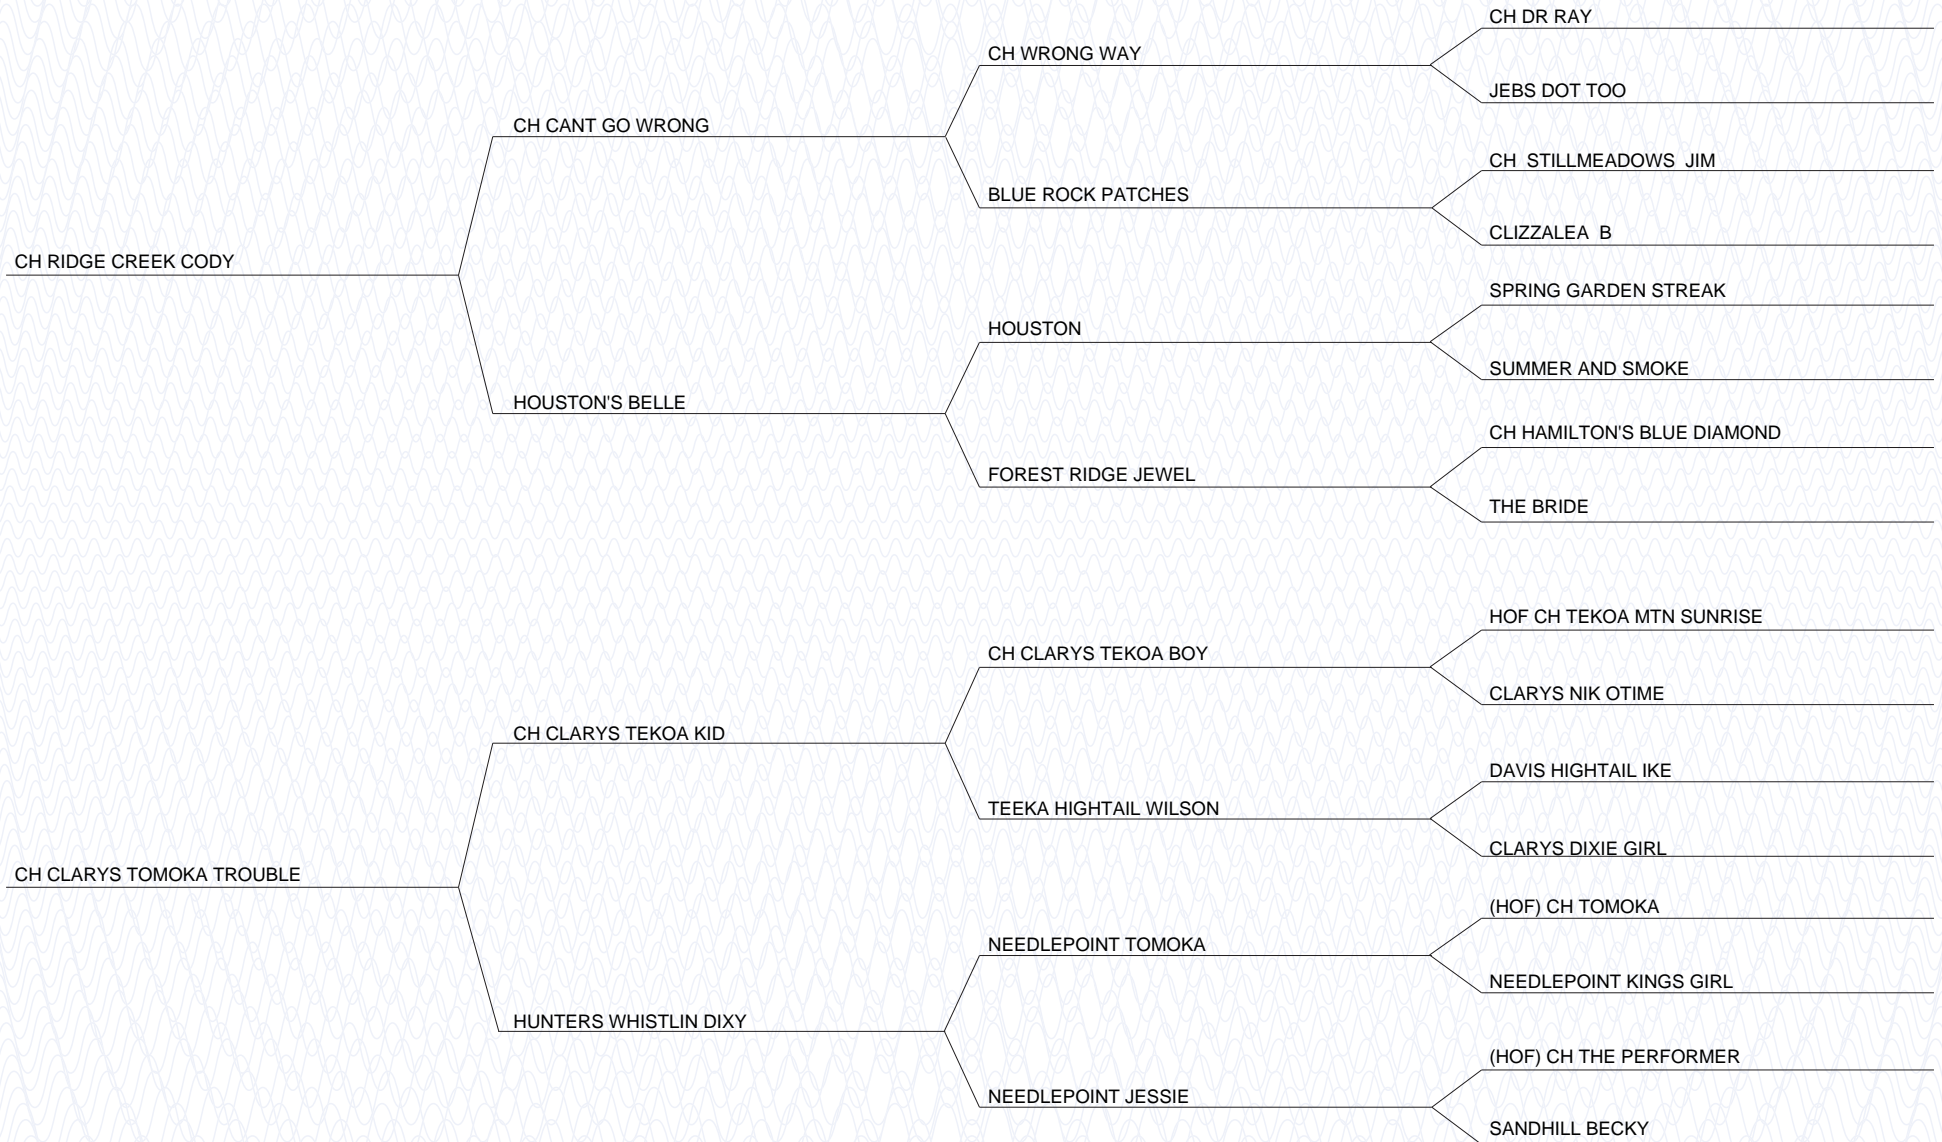 CH DR RAY
CH WRONG WAY
JEBS DOT TOO
CH CANT GO WRONG
CH  STILLMEADOWS  JIM
BLUE ROCK PATCHES
CLIZZALEA  B
CH RIDGE CREEK CODY
SPRING GARDEN STREAK
HOUSTON
SUMMER AND SMOKE
HOUSTON'S BELLE
CH HAMILTON'S BLUE DIAMOND
FOREST RIDGE JEWEL
THE BRIDE
HOF CH TEKOA MTN SUNRISE
CH CLARYS TEKOA BOY
CLARYS NIK OTIME
CH CLARYS TEKOA KID
DAVIS HIGHTAIL IKE
TEEKA HIGHTAIL WILSON
CLARYS DIXIE GIRL
CH CLARYS TOMOKA TROUBLE
(HOF) CH TOMOKA
NEEDLEPOINT TOMOKA
NEEDLEPOINT KINGS GIRL
HUNTERS WHISTLIN DIXY
(HOF) CH THE PERFORMER
NEEDLEPOINT JESSIE
SANDHILL BECKY